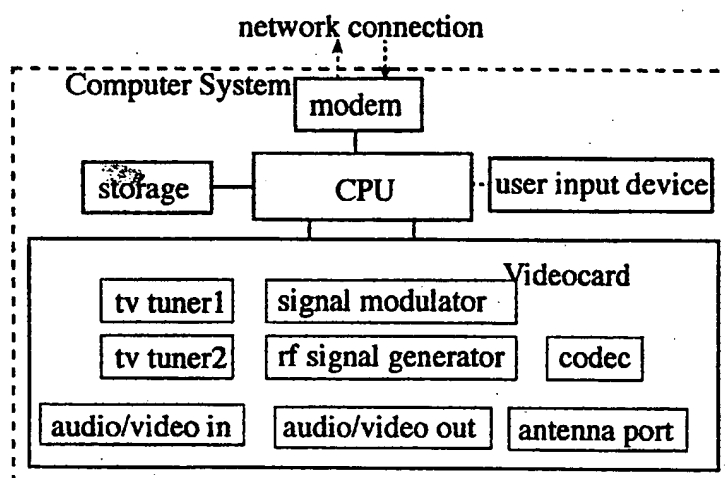 network connection
Computer System
modem
storage
CPU
user input device
Videocard
tv tuner1
signal modulator
tv tuner2
rf signal generator
codec
audio/video in
audio/video out
antenna port